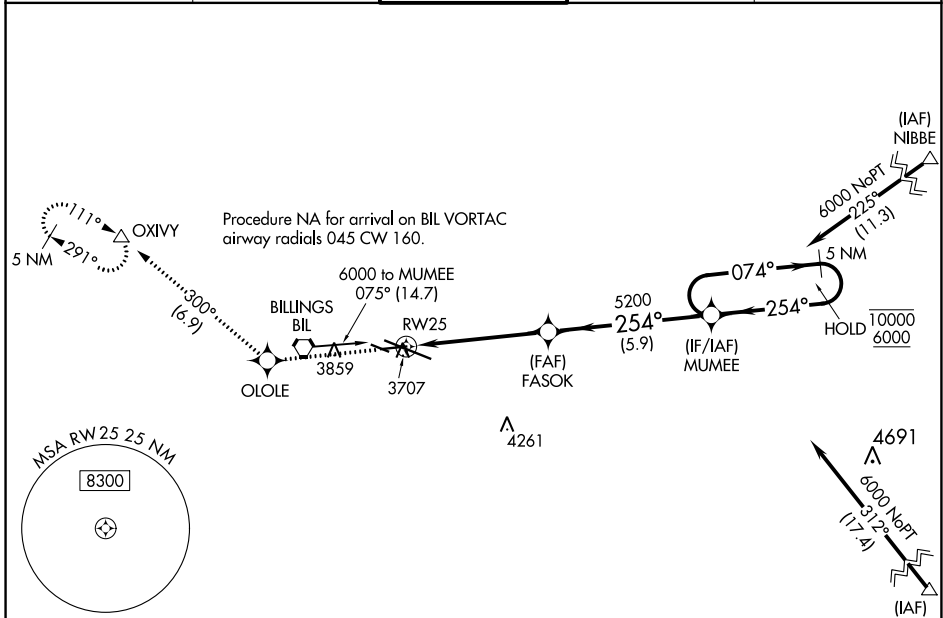 (IAF)
NIBBE
6000 NoPT
225°
(11.3)
111°
OXIVY
291°
5 NM
Procedure NA for arrival on BIL VORTAC
airway radials 045 CW 160.
6000 to MUMEE
075° (14.7)
5 NM
074°
300°
(6.9)
BILLINGS
BIL
RW25
5200
254°
(5.9)
254°
HOLD
10000
6000
3859
3707
OLOLE
(FAF)
FASOK
(IF/IAF)
MUMEE
4261
4691
MSA RW25 25 NM
8300
6000 NoPT
312°
(17.4)
(IAF)